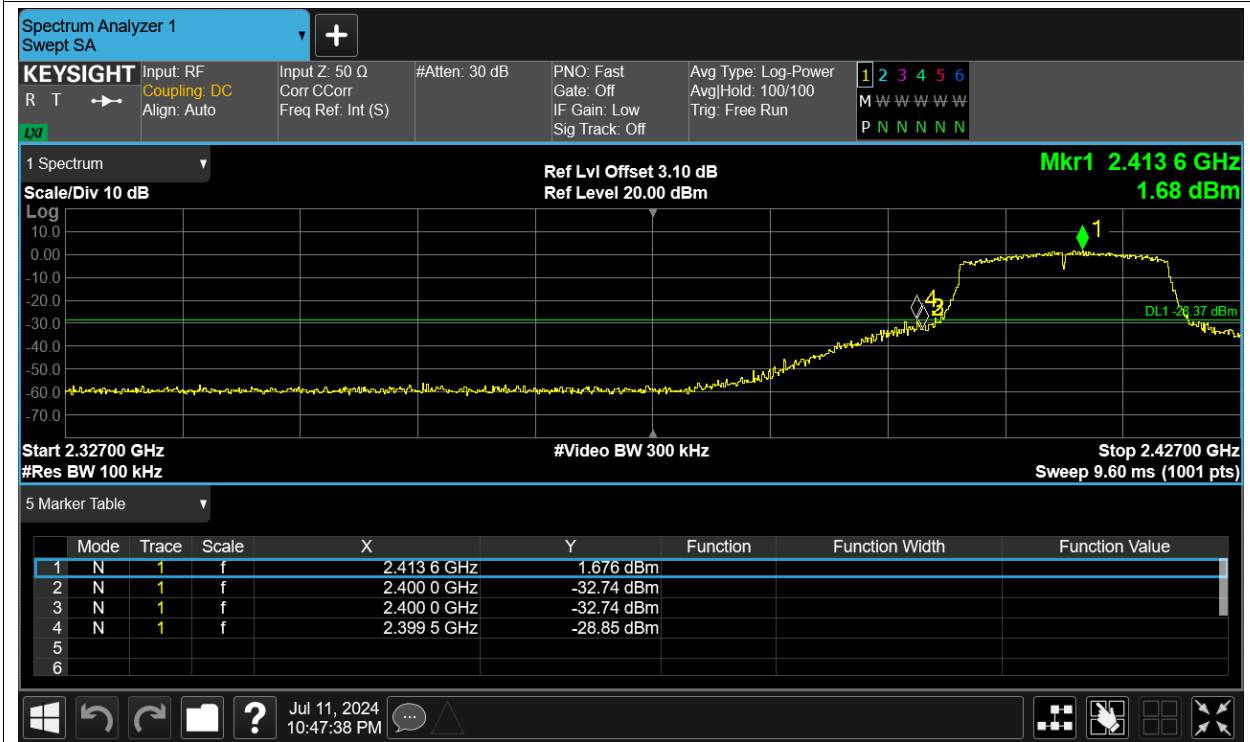 Spectrum Analyzer 1
Swept SA
KEYSIGHT
R T
LXI
Input: RF
Coupling: DC
Align: Auto
Input Z: 50 Ω
Corr CCorr
Freq Ref: Int (S)
#Atten: 30 dB
PNO: Fast
Gate: Off
IF Gain: Low
Sig Track: Off
Avg Type: Log-Power
Avg|Hold: 100/100
Trig: Free Run
1 2 3 4 5 6
M W W W W W
P N N N N N
1 Spectrum
Scale/Div 10 dB
Ref Lvl Offset 3.10 dB
Ref Level 20.00 dBm
Mkr1 2.413 6 GHz
1.68 dBm
Log
10.0
0.00
-10.0
-20.0
-30.0
-40.0
-50.0
-60.0
-70.0
1
4
DL1 -28.37 dBm
Start 2.32700 GHz
#Res BW 100 kHz
#Video BW 300 kHz
Stop 2.42700 GHz
Sweep 9.60 ms (1001 pts)
5 Marker Table
Mode Trace Scale X Y Function Function Width Function Value
1 N 1 f 2.413 6 GHz 1.676 dBm
2 N 1 f 2.400 0 GHz -32.74 dBm
3 N 1 f 2.400 0 GHz -32.74 dBm
4 N 1 f 2.399 5 GHz -28.85 dBm
5
6
?
Jul 11, 2024
10:47:38 PM